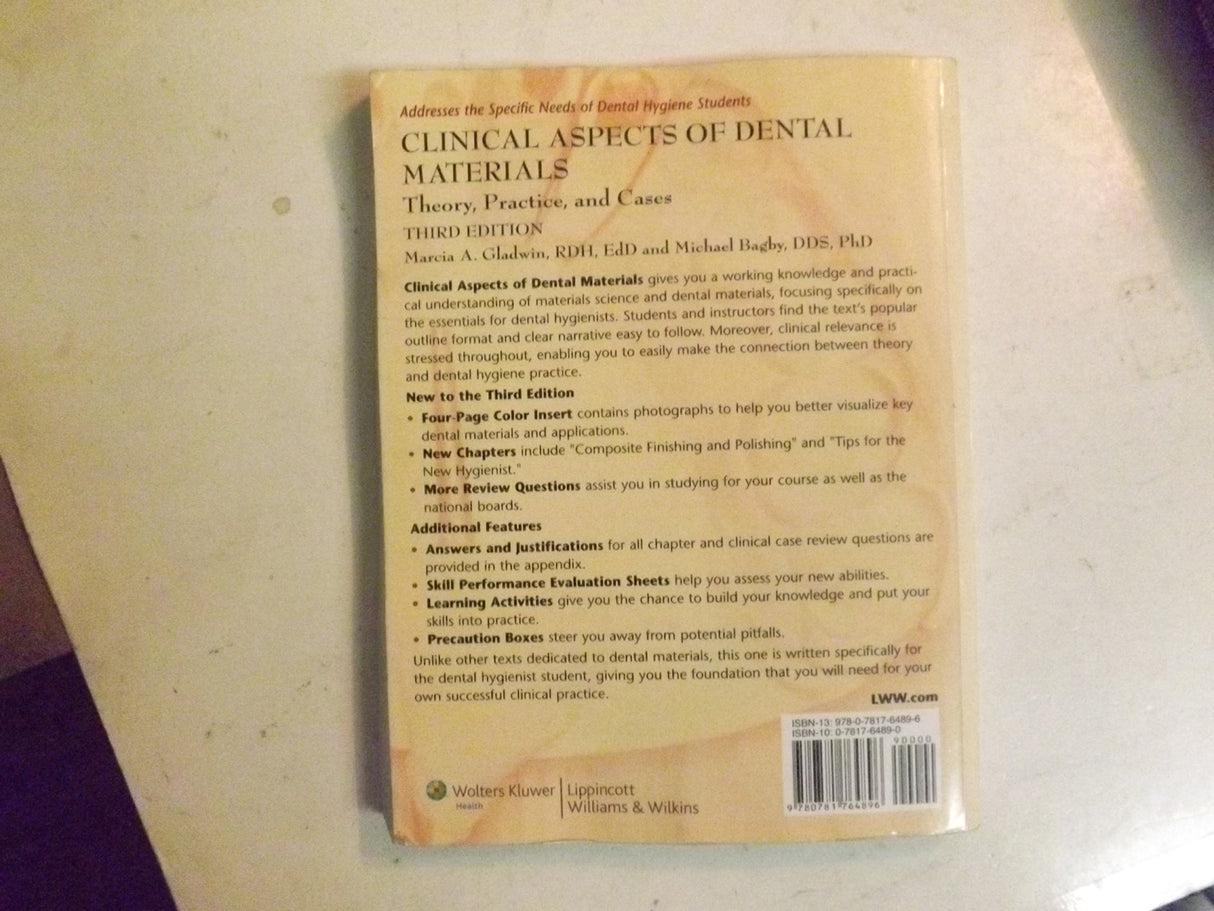 Addresses the Specific Needs of Dental Hygiene Students
CLINICAL ASPECTS OF DENTAL
MATERIALS
Theory, Practice, and Cases
THIRD EDITION
Marcia A. Gladwin, RDH, EdD and Michael Bagby, DDS, PhD
Clinical Aspects of Dental Materials gives you a working knowledge and practi-
cal understanding of materials science and dental materials, focusing specifically on
the essentials for dental hygienists. Students and instructors find the text's popular
outline format and clear narrative easy to follow. Moreover, clinical relevance is
stressed throughout, enabling you to easily make the connection between theory
and dental hygiene practice.
New to the Third Edition
• Four-Page Color Insert contains photographs to help you better visualize key
dental materials and applications.
• New Chapters include "Composite Finishing and Polishing" and "Tips for the
New Hygienist."
• More Review Questions assist you in studying for your course as well as the
national boards.
Additional Features
• Answers and Justifications for all chapter and clinical case review questions are
provided in the appendix.
• Skill Performance Evaluation Sheets help you assess your new abilities.
• Learning Activities give you the chance to build your knowledge and put your
skills into practice.
• Precaution Boxes steer you away from potential pitfalls.
Unlike other texts dedicated to dental materials, this one is written specifically for
the dental hygienist student, giving you the foundation that you will need for your
own successful clinical practice.
LWW.com
ISBN-13: 978-0-7817-6489-6
ISBN-10: 0-7817-6489-0
90000
9 780781 764896
Wolters Kluwer
Health
Lippincott
Williams & Wilkins